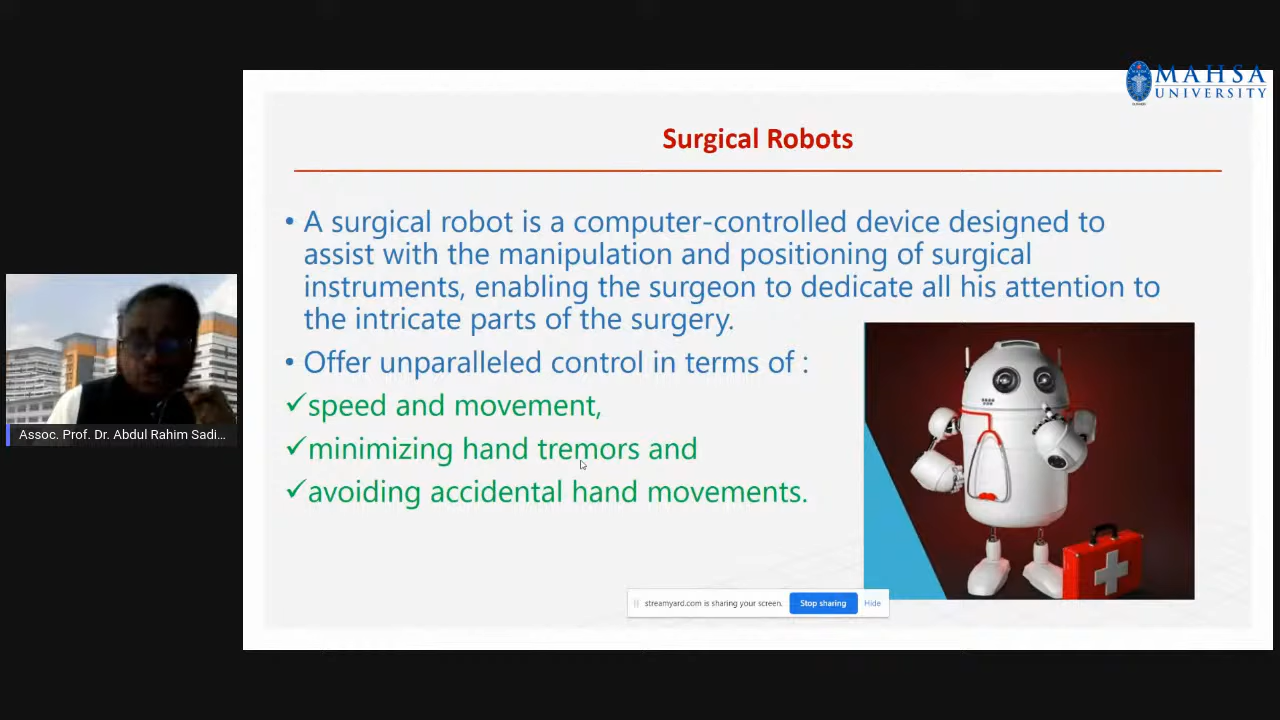 MAHSA
UNIVERSITY
Surgical Robots
• A surgical robot is a computer-controlled device designed to
assist with the manipulation and positioning of surgical
instruments, enabling the surgeon to dedicate all his attention to
the intricate parts of the surgery.
• Offer unparalleled control in terms of :
✓speed and movement,
✓minimizing hand tremors and
✓avoiding accidental hand movements.
Assoc. Prof. Dr. Abdul Rahim Sadi...
streamyard.com is sharing your screen. Stop sharing Hide